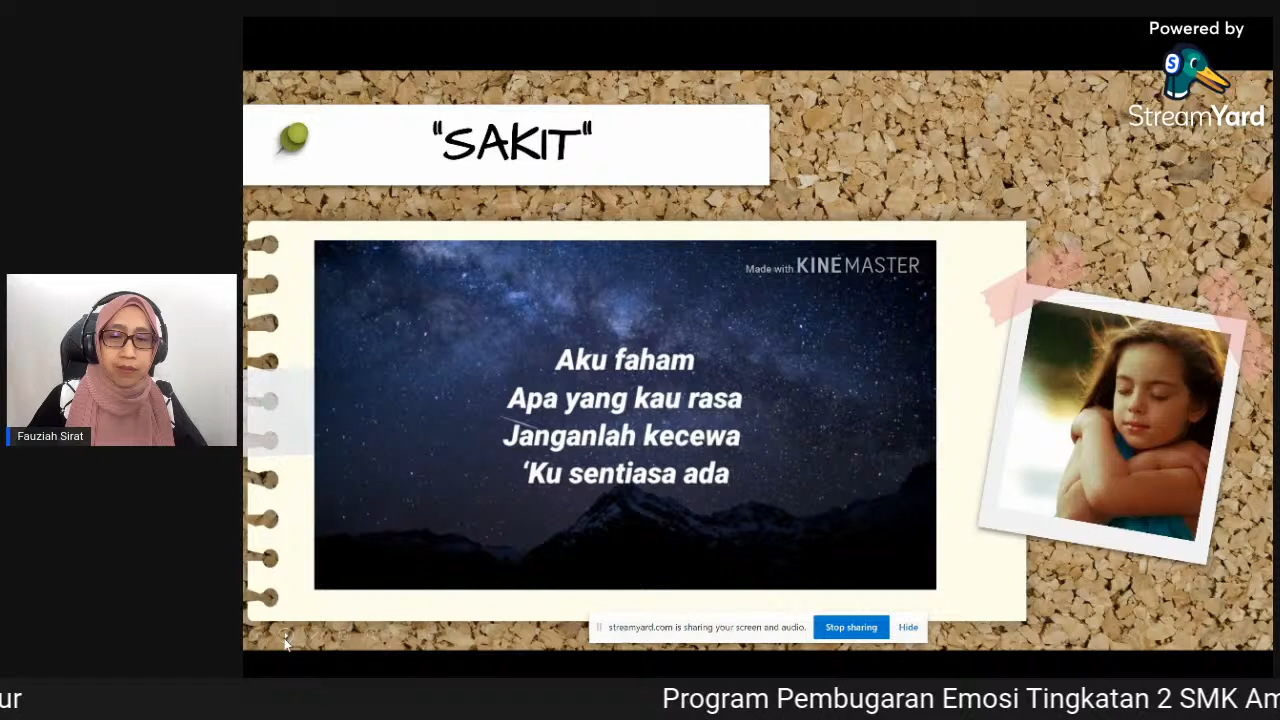 Powered by
StreamYard
"SAKIT"
Made with KINEMASTER
Aku faham
Apa yang kau rasa
Janganlah kecewa
‘Ku sentiasa ada
Fauziah Sirat
streamyard.com is sharing your screen and audio.
Stop sharing
Hide
ur
Program Pembugaran Emosi Tingkatan 2 SMK Am